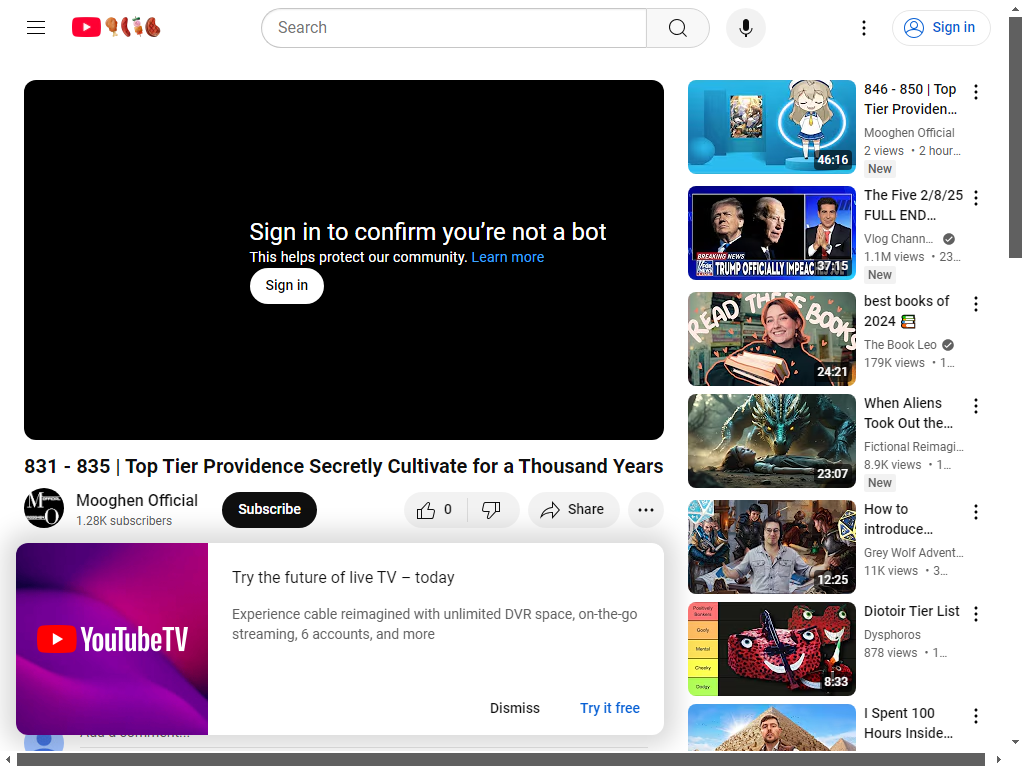 Search
Sign in
Sign in to confirm you’re not a bot
This helps protect our community. Learn more
Sign in
831 - 835 | Top Tier Providence Secretly Cultivate for a Thousand Years
Mooghen Official
1.28K subscribers
Subscribe
0
Share
YouTubeTV
Try the future of live TV – today
Experience cable reimagined with unlimited DVR space, on-the-go
streaming, 6 accounts, and more
Dismiss
Try it free
Add a comment...
46:16
846 - 850 | Top
Tier Providen...
Mooghen Official
2 views • 2 hour...
New
BREAKING NEWS
TRUMP OFFICIALLY IMPEAC
37:15
The Five 2/8/25
FULL END...
Vlog Chann...
1.1M views • 23...
New
READ THESE BOOKS
24:21
best books of
2024
The Book Leo
179K views • 1...
23:07
When Aliens
Took Out the...
Fictional Reimagi...
8.9K views • 1...
New
12:25
How to
introduce...
Grey Wolf Advent...
11K views • 3...
Positively
Bonkers
Goofy
Mental
Cheeky
Dodgy
8:33
Diotoir Tier List
Dysphoros
878 views • 1...
I Spent 100
Hours Inside...